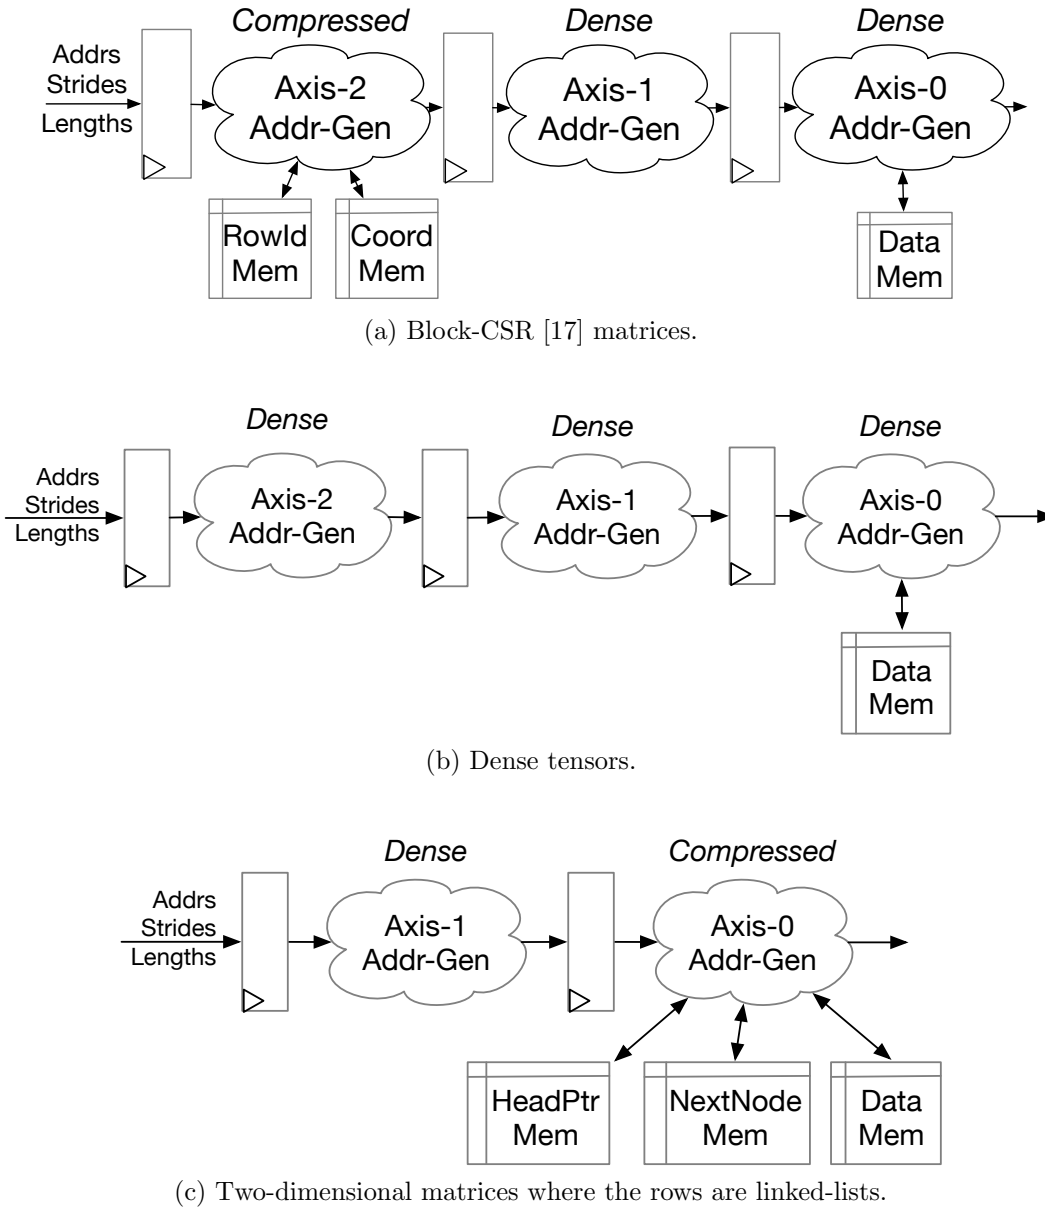 Compressed
Dense
Dense
Addrs
Strides
Lengths
Axis-2
Addr-Gen
Axis-1
Addr-Gen
Axis-0
Addr-Gen
RowId
Mem
Coord
Mem
Data
Mem
(a) Block-CSR [17] matrices.
Dense
Dense
Dense
Addrs
Strides
Lengths
Axis-2
Addr-Gen
Axis-1
Addr-Gen
Axis-0
Addr-Gen
Data
Mem
(b) Dense tensors.
Dense
Compressed
Addrs
Strides
Lengths
Axis-1
Addr-Gen
Axis-0
Addr-Gen
HeadPtr
Mem
NextNode
Mem
Data
Mem
(c) Two-dimensional matrices where the rows are linked-lists.